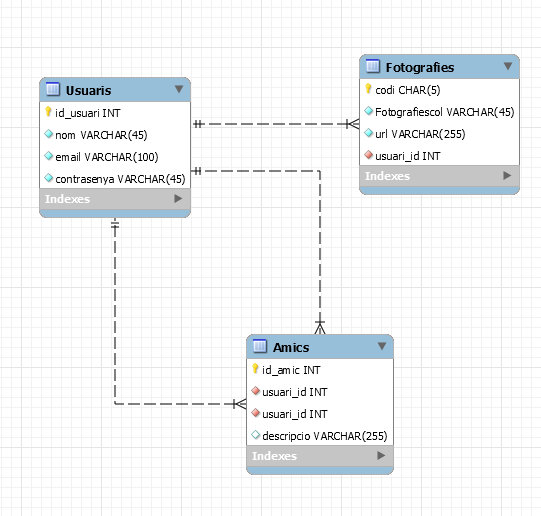 Usuaris
id_usuari INT
nom VARCHAR(45)
email VARCHAR(100)
contrasenya VARCHAR(45)
Indexes
Fotografies
codi CHAR(5)
Fotografiescol VARCHAR(45)
url VARCHAR(255)
usuari_id INT
Indexes
Amics
id_amic INT
usuari_id INT
usuari_id INT
descripcio VARCHAR(255)
Indexes